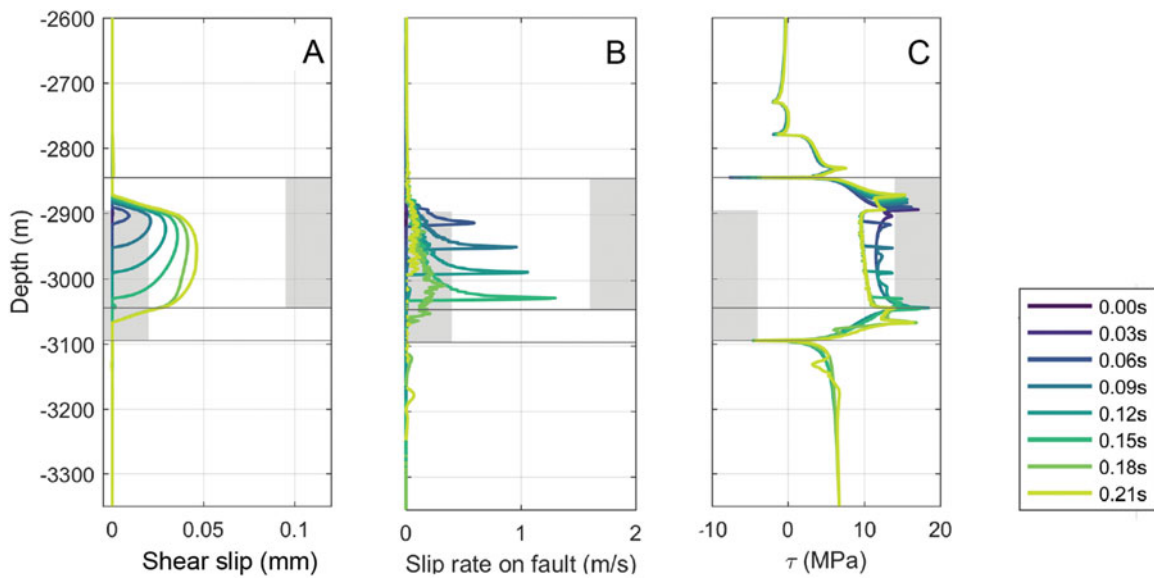 A
B
C
Depth (m)
-2600
-2700
-2800
-2900
-3000
-3100
-3200
-3300
0 0.05 0.1
0 1 2
-10 0 10 20
Shear slip (mm)
Slip rate on fault (m/s)
τ (MPa)
0.00s
0.03s
0.06s
0.09s
0.12s
0.15s
0.18s
0.21s